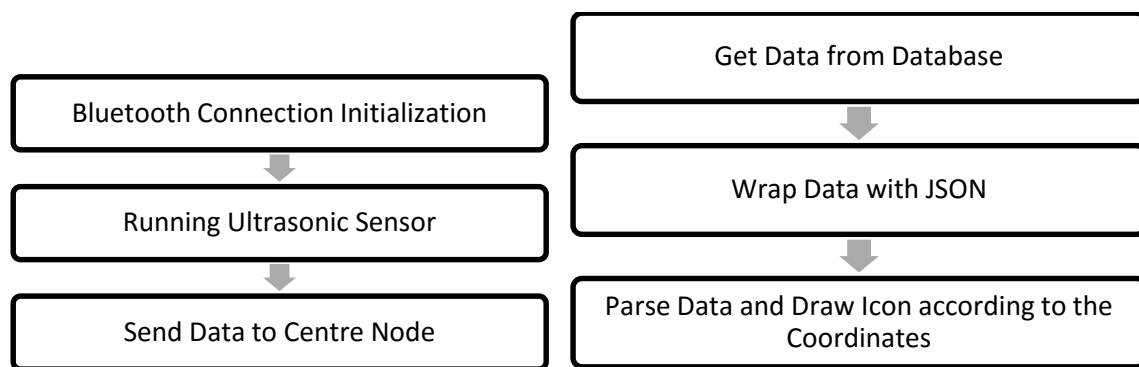 Bluetooth Connection Initialization
Running Ultrasonic Sensor
Send Data to Centre Node
Get Data from Database
Wrap Data with JSON
Parse Data and Draw Icon according to the
Coordinates